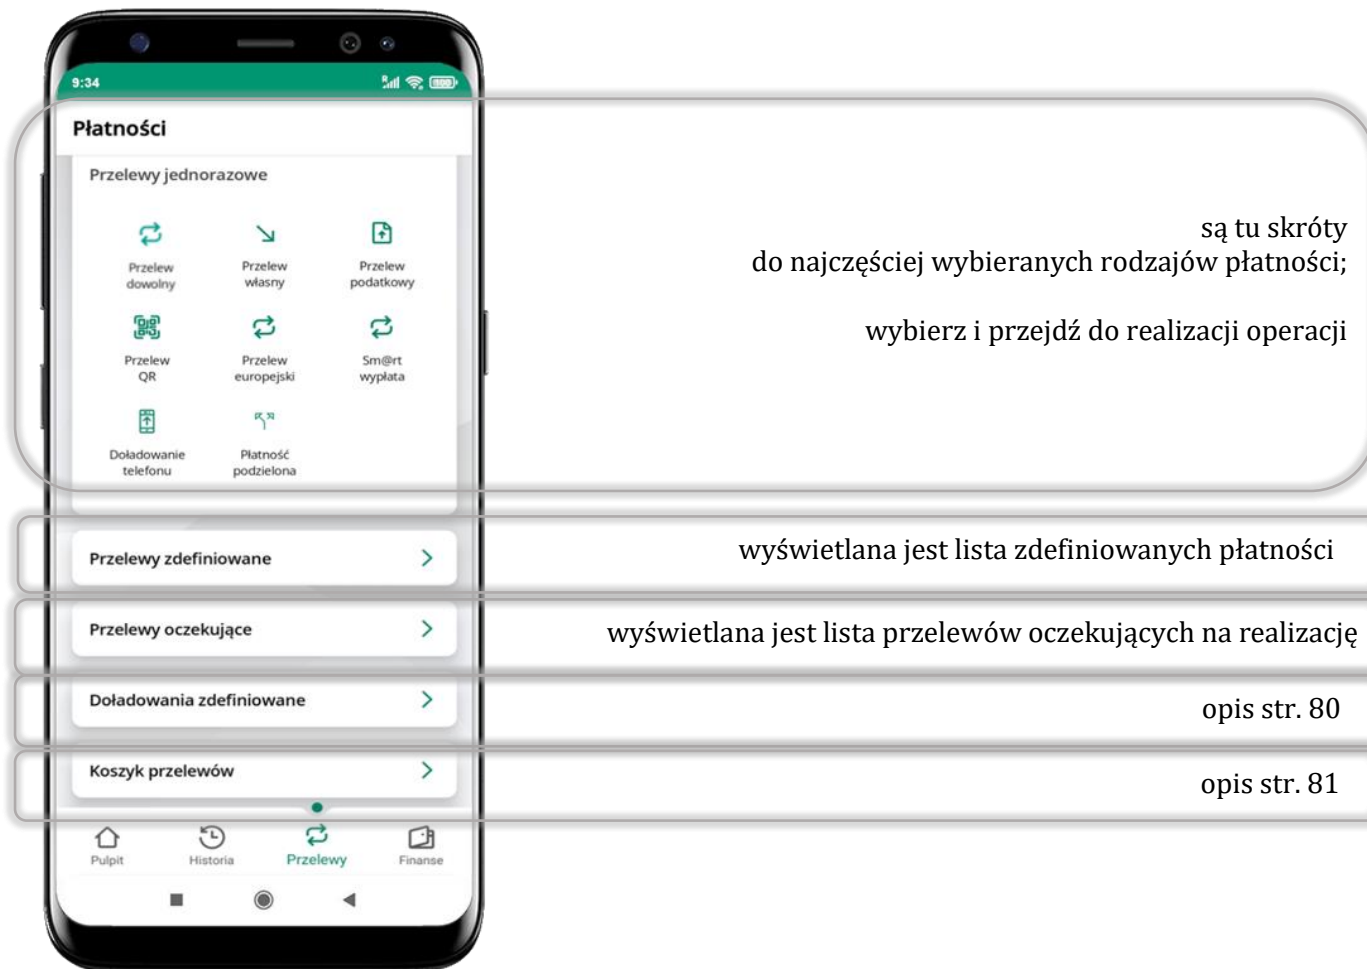 9:34
Płatności
Przelewy jednorazowe
Przelew
dowolny
Przelew
własny
Przelew
podatkowy
Przelew
QR
Przelew
europejski
Sm@rt
wypłata
Doładowanie
telefonu
Płatność
podzielona
są tu skróty
do najczęściej wybieranych rodzajów płatności;
wybierz i przejdź do realizacji operacji
Przelewy zdefiniowane
wyświetlana jest lista zdefiniowanych płatności
Przelewy oczekujące
wyświetlana jest lista przelewów oczekujących na realizację
Doładowania zdefiniowane
opis str. 80
Koszyk przelewów
opis str. 81
Pulpit
Historia
Przelewy
Finanse